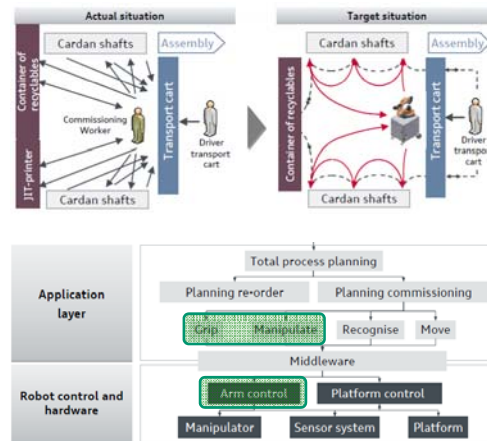 Actual situation
Target situation
Cardan shafts
Assembly
Container of
recyclables
Commissioning
Worker
Transport cart
Driver
transport
cart
JIT-printer
Cardan shafts
Cardan shafts
Assembly
Container of recyclables
Transport cart
Driver
transport
cart
Cardan shafts
Total process planning
Application
layer
Planning re-order
Planning commissioning
Grip
Manipulate
Recognise
Move
Middleware
Robot control and
hardware
Arm control
Platform control
Manipulator
Sensor system
Platform